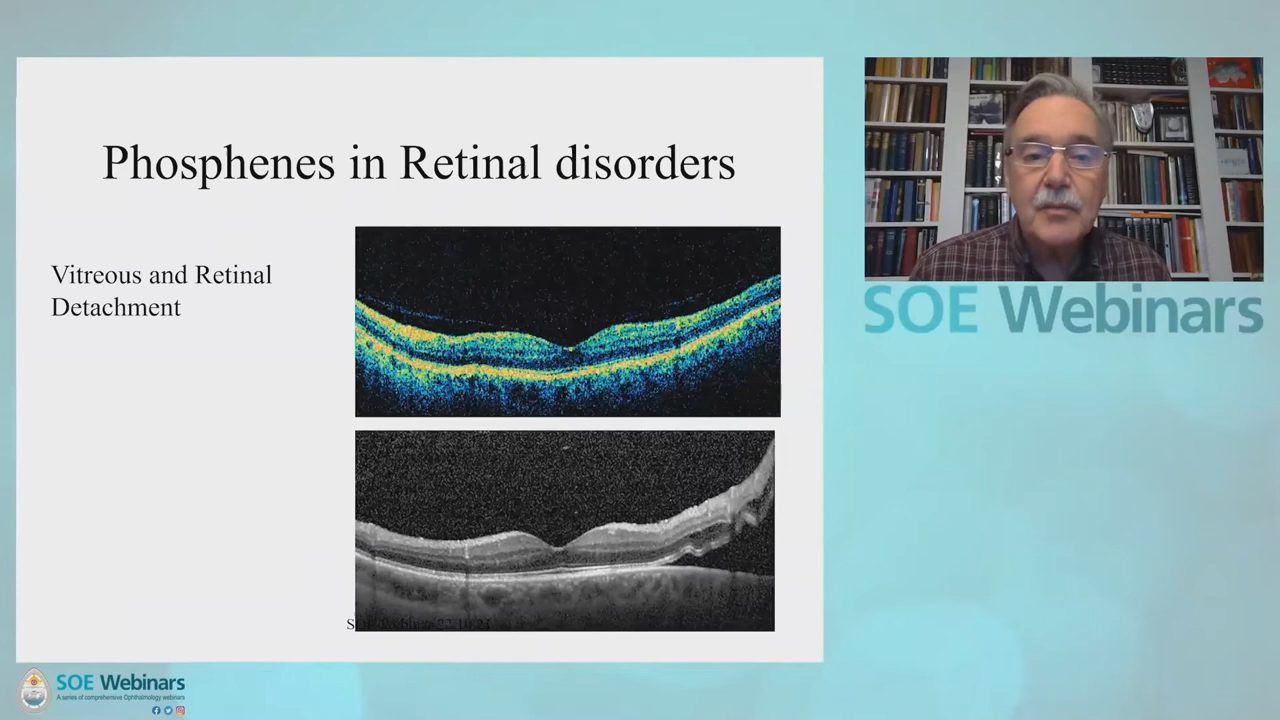 Phosphenes in Retinal disorders
Vitreous and Retinal
Detachment
SOE Webinars
SOE Webinars
A series of comprehensive Ophthalmology webinars